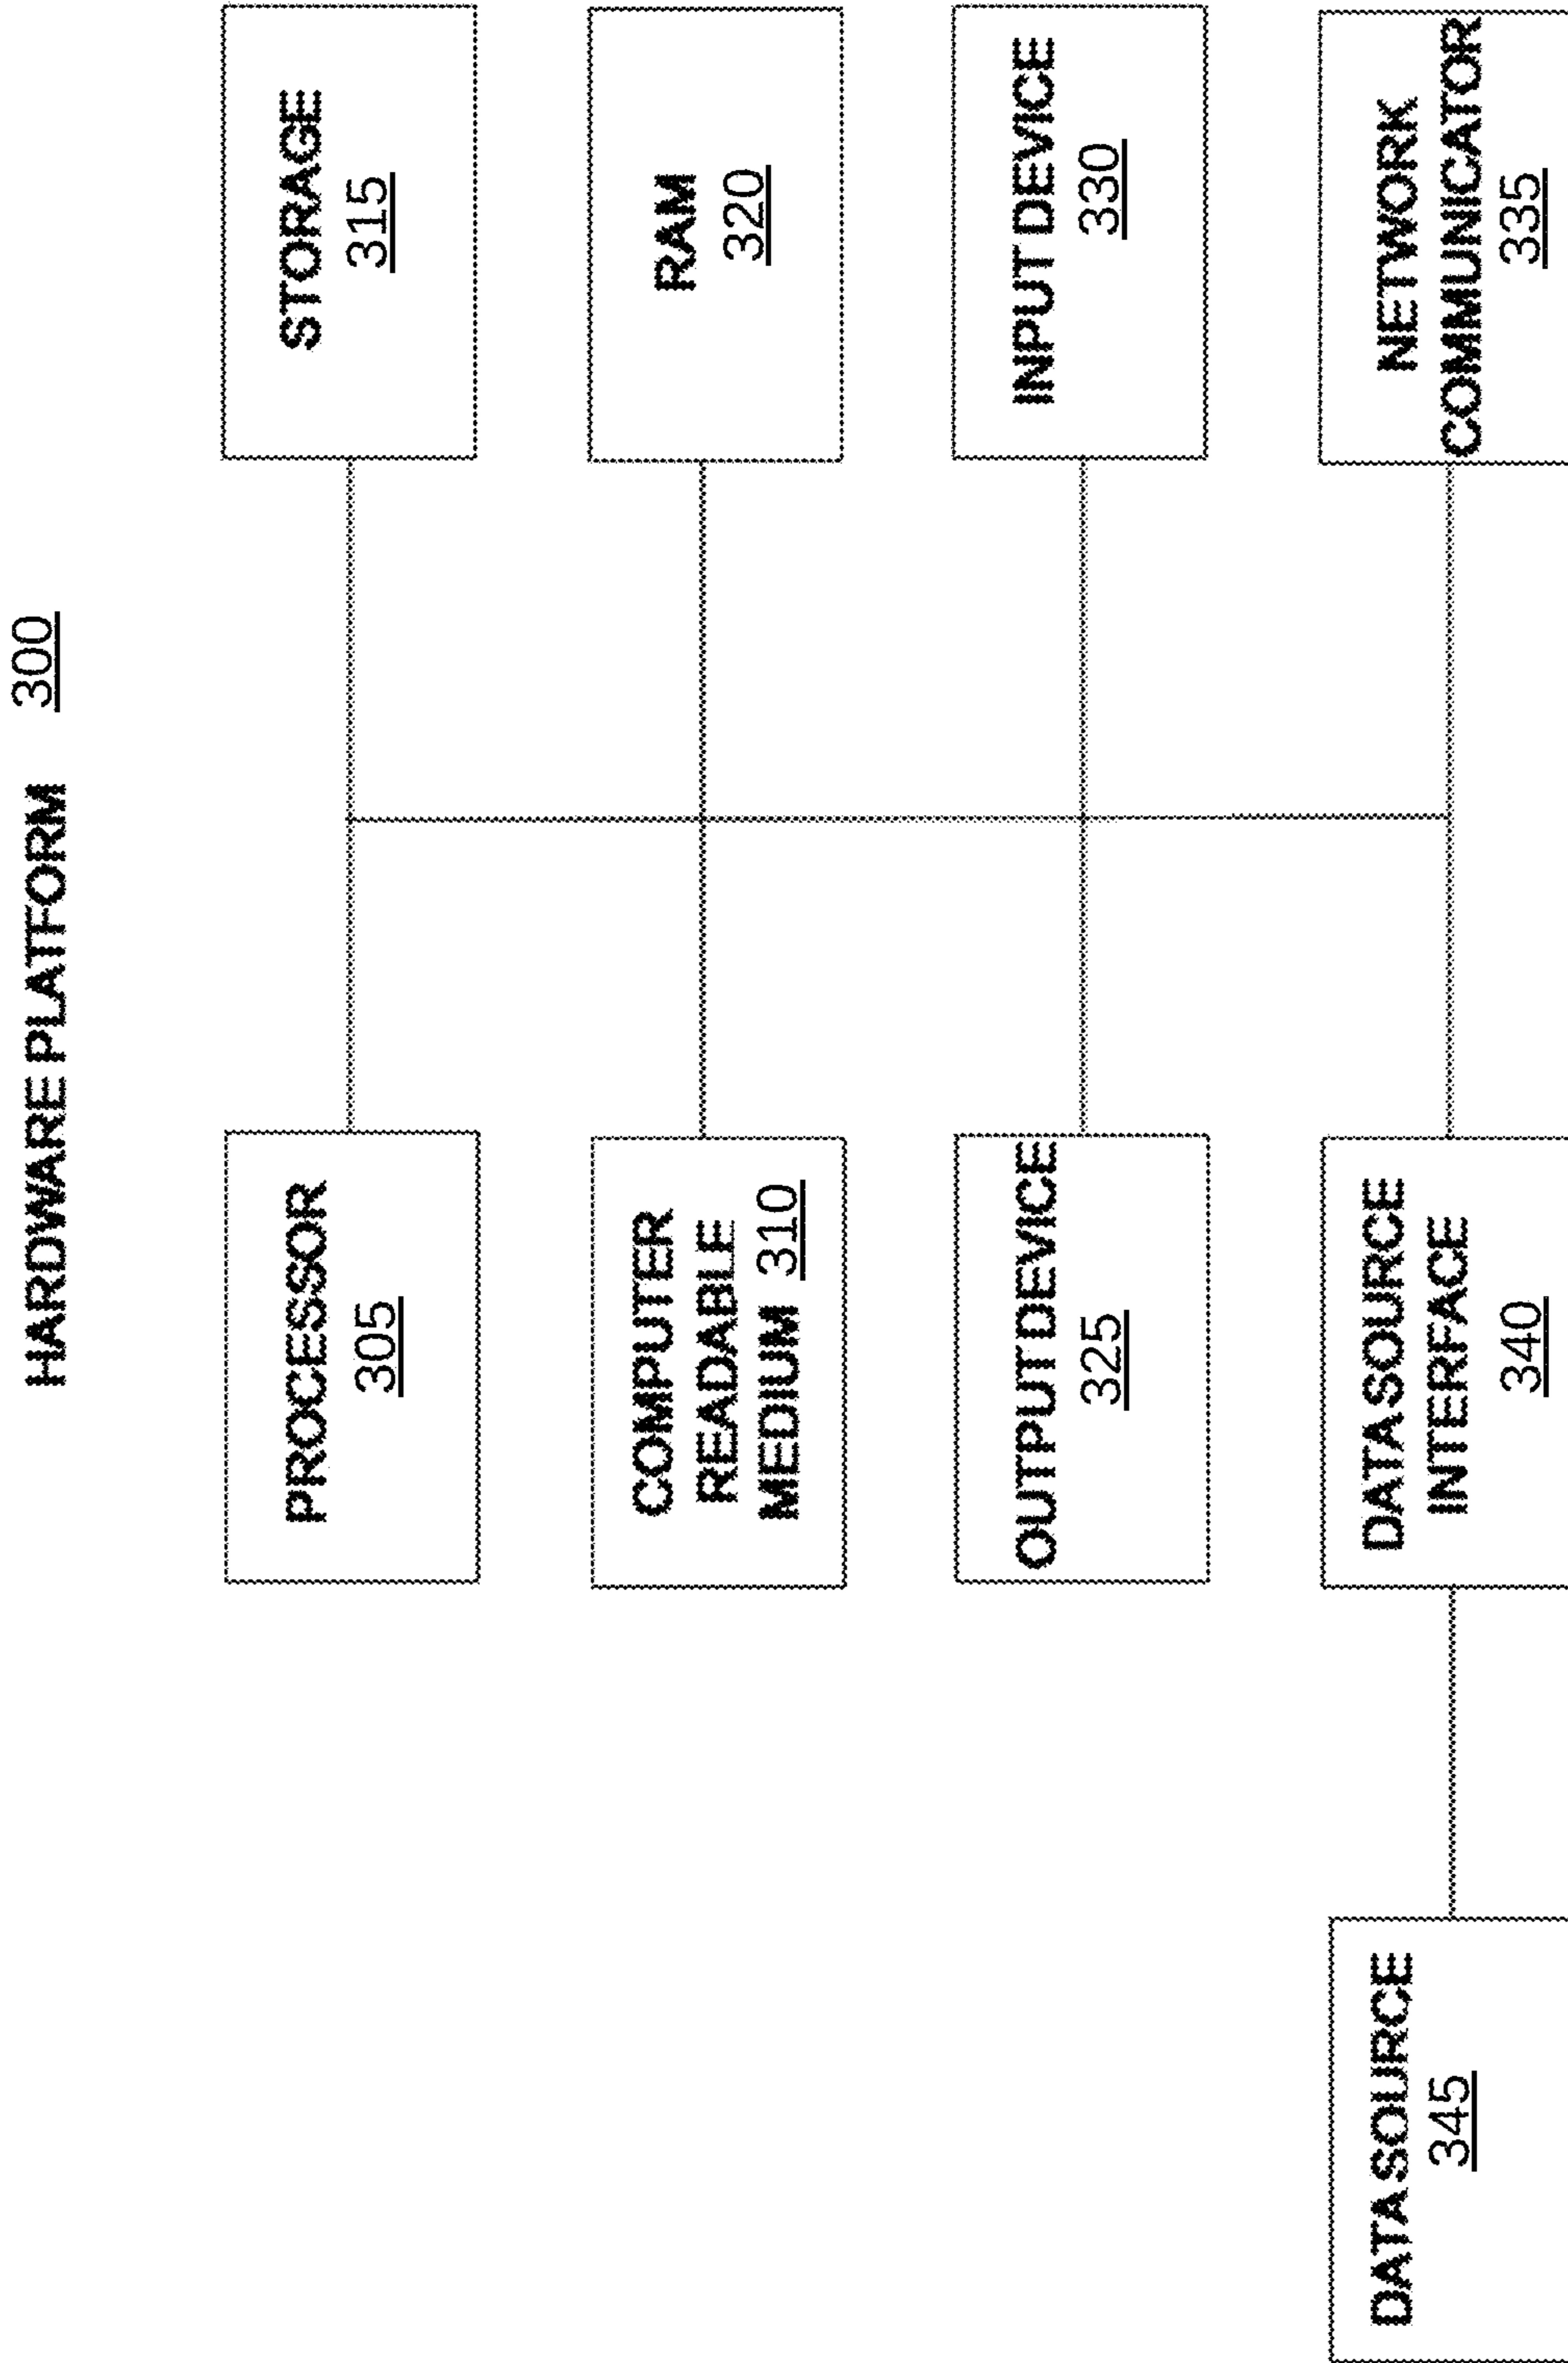 HARDWARE PLATFORM 300
PROCESSOR
305
STORAGE
315
COMPUTER
READABLE
MEDIUM 310
RAM
320
OUTPUT DEVICE
325
INPUT DEVICE
330
DATA SOURCE
345
DATA SOURCE
INTERFACE
340
NETWORK
COMMUNICATOR
335